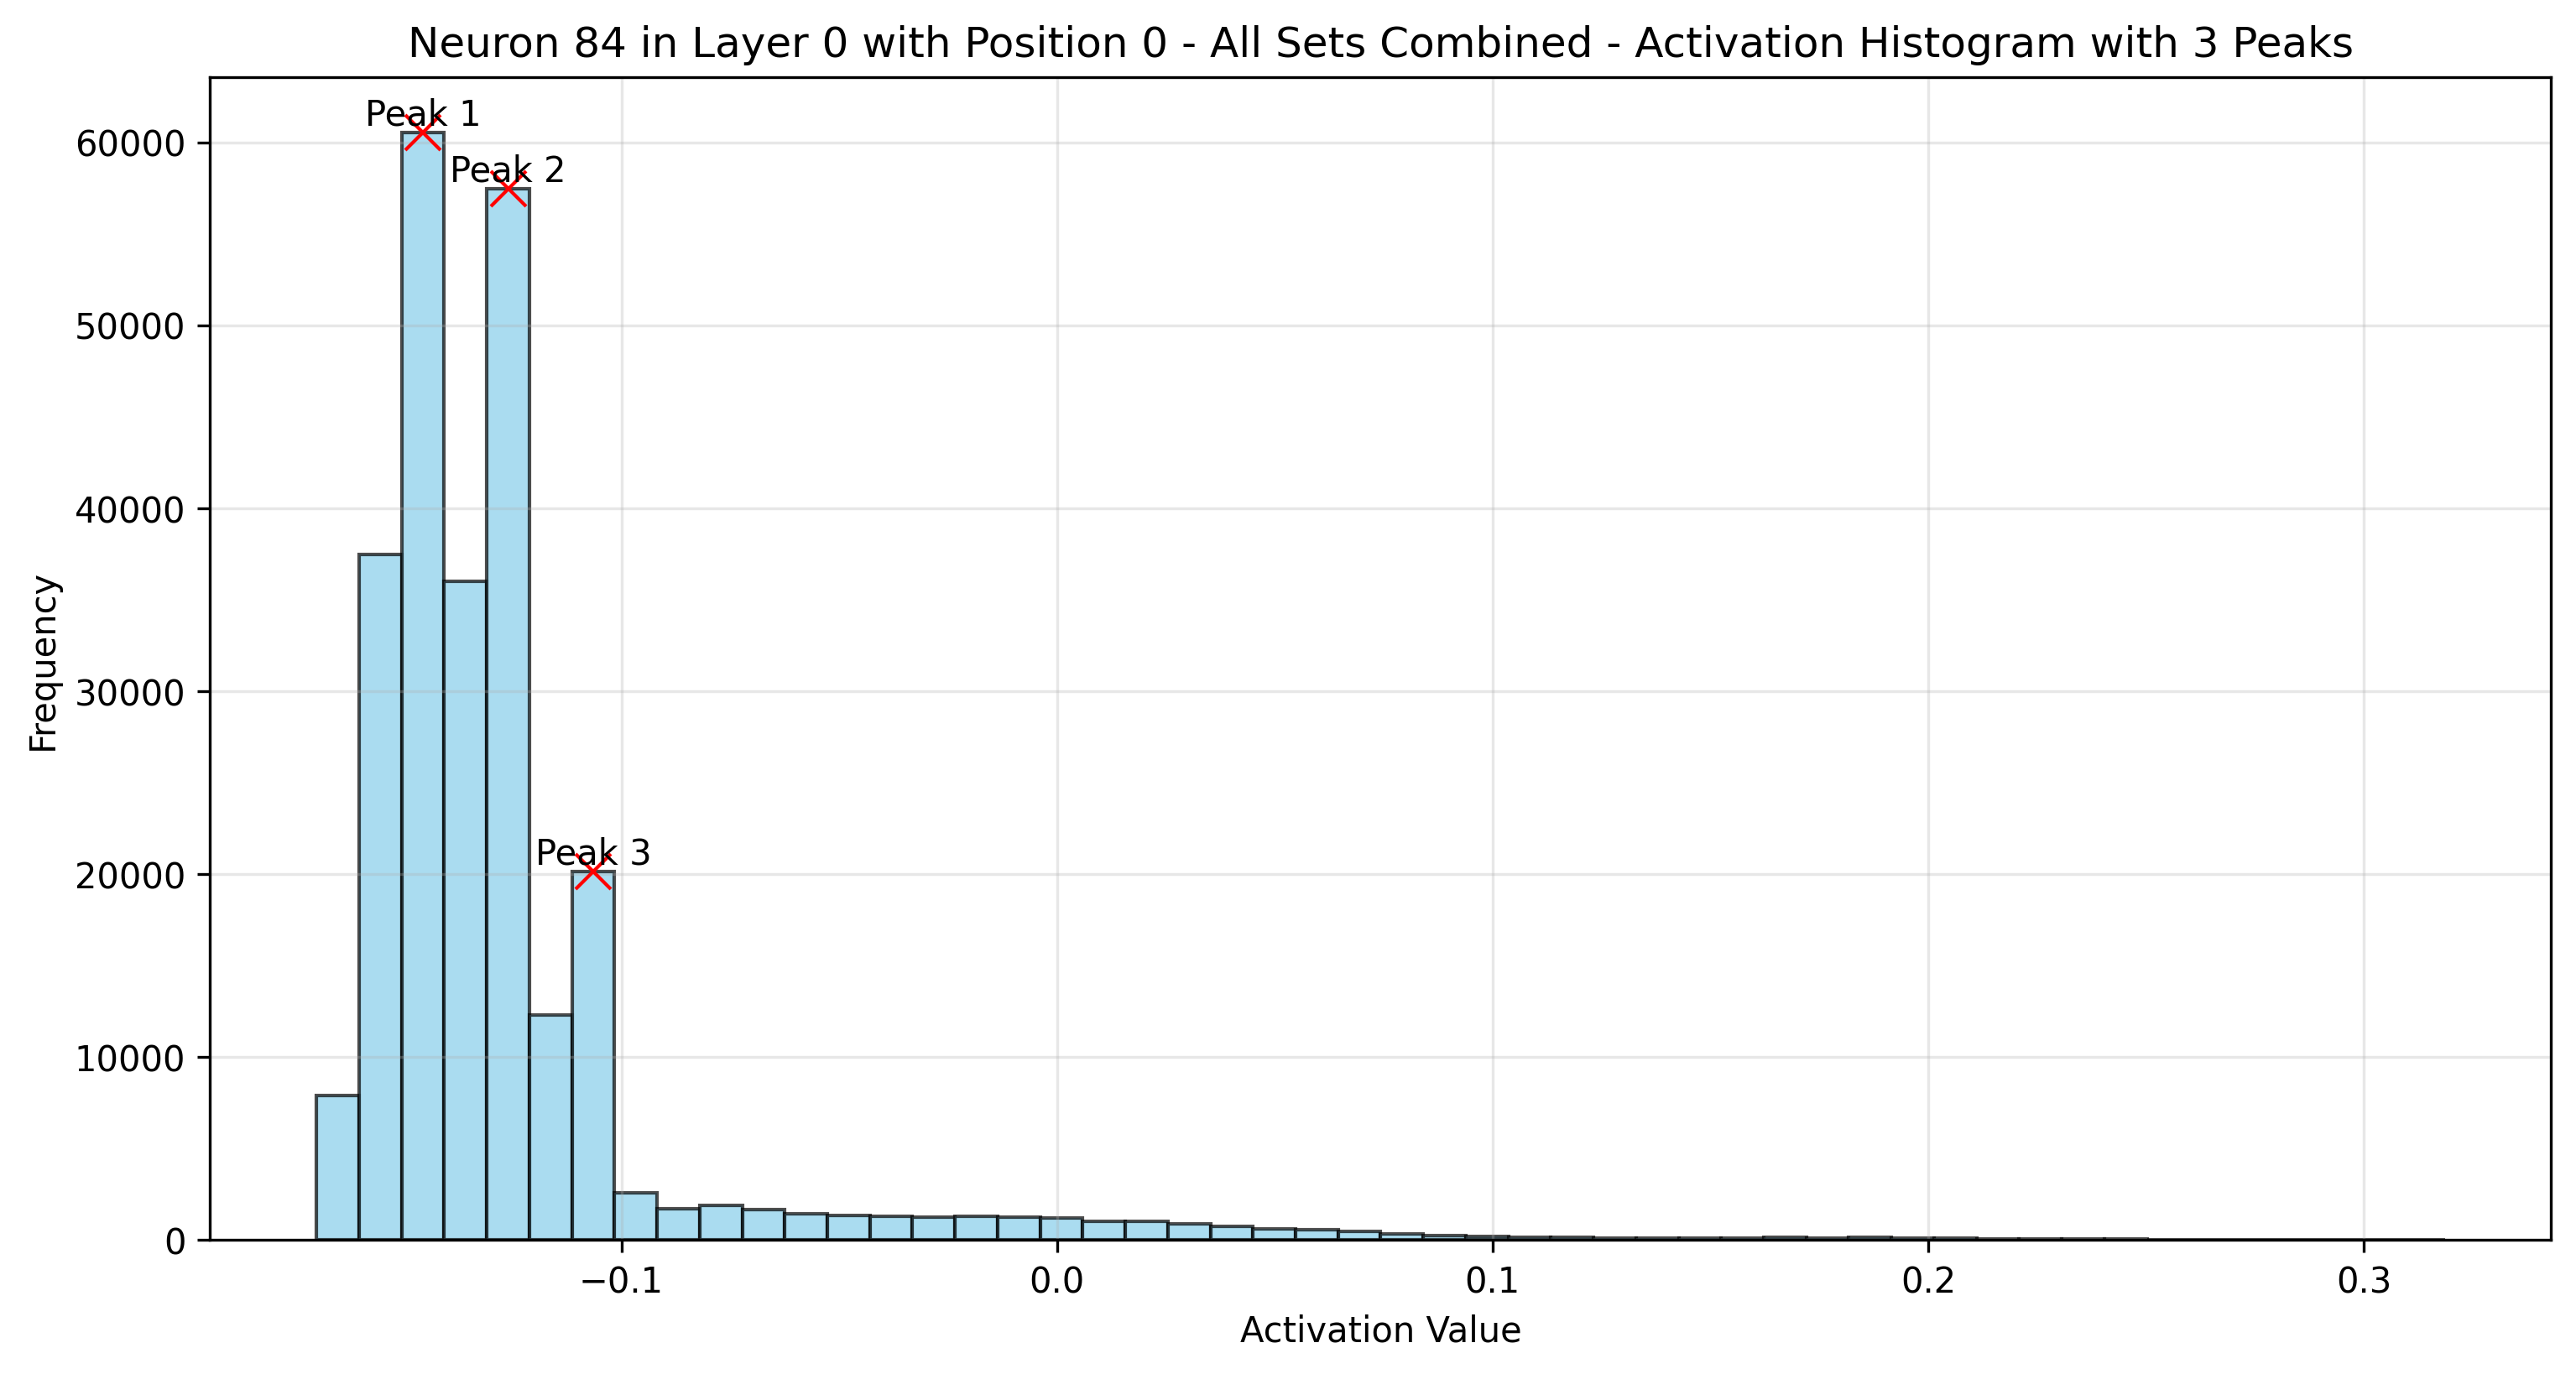 Neuron 84 in Layer 0 with Position 0 - All Sets Combined - Activation Histogram with 3 Peaks
Peak 1
Peak 2
Peak 3
60000
50000
40000
30000
20000
10000
0
Frequency
−0.1
0.0
0.1
0.2
0.3
Activation Value